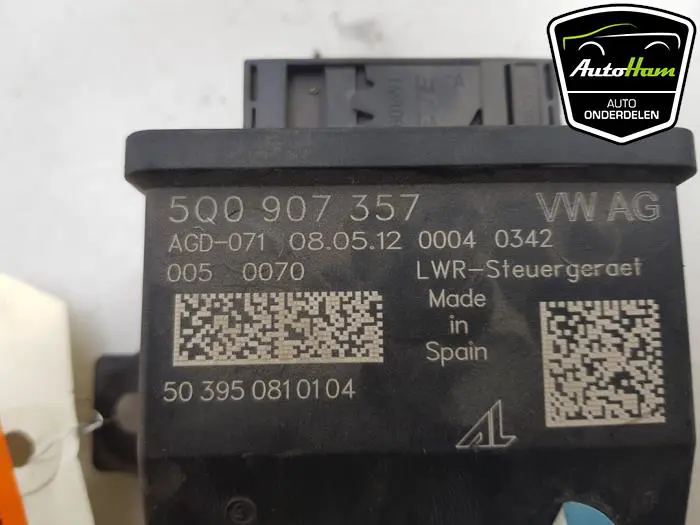 AutoHam
AUTO
ONDERDELEN
5Q0 907 357 VW AG
AGD-071 08.05.12 0004 0342
005 0070 LWR-Steuergeraet
Made
in
Spain
50 395 0810104
AL